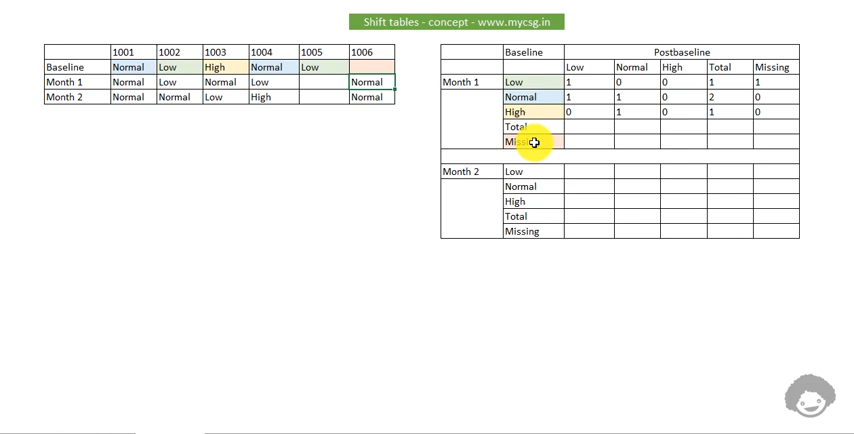 Shift tables - concept - www.mycsg.in
1001 1002 1003 1004 1005 1006
Baseline Normal Low High Normal Low
Month 1 Normal Low Normal Low Normal
Month 2 Normal Normal Low High Normal
Baseline Postbaseline
Low Normal High Total Missing
Month 1 Low 1 0 0 1 1
Normal 1 1 0 2 0
High 0 1 0 1 0
Total
Missing
Month 2 Low
Normal
High
Total
Missing